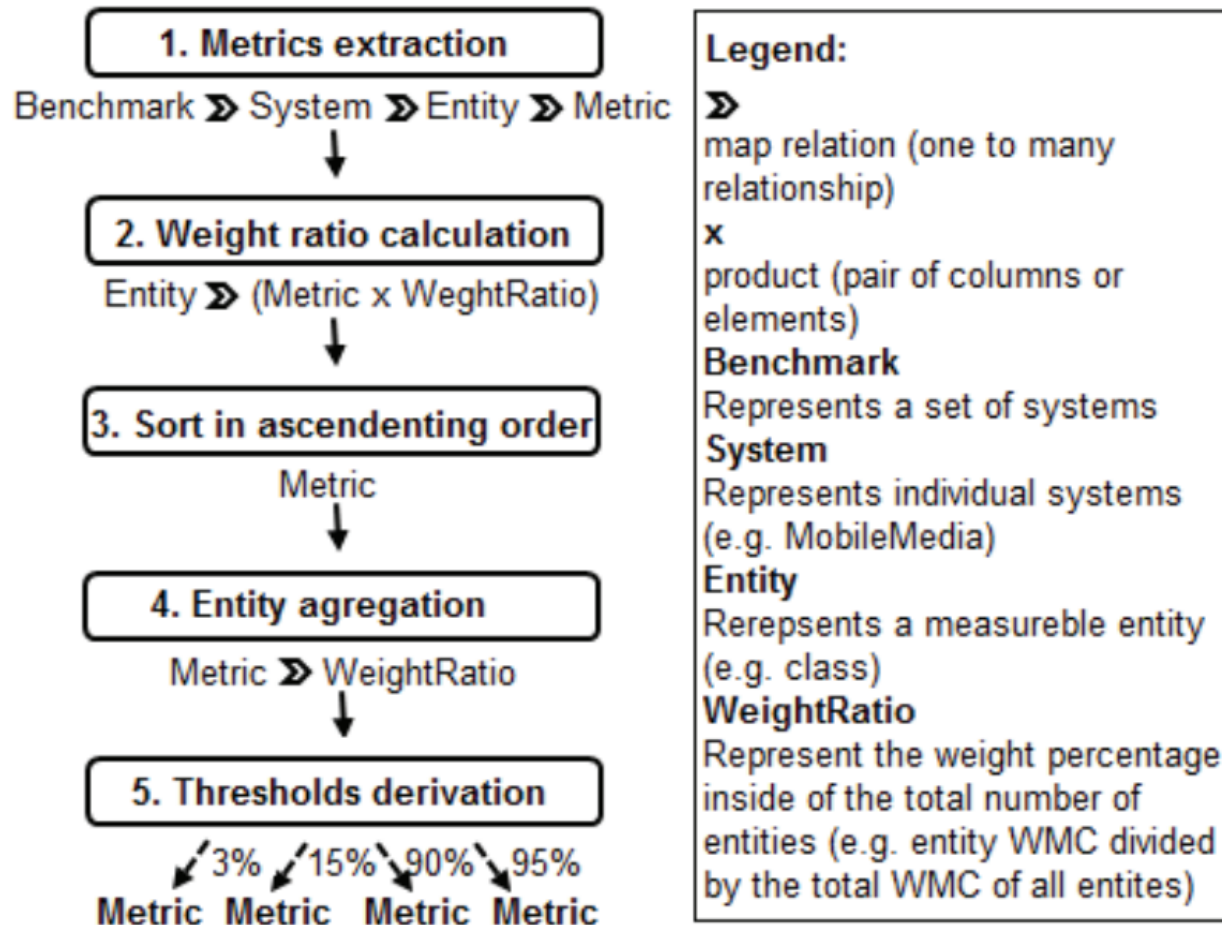 1. Metrics extraction
Benchmark ⋙ System ⋙ Entity ⋙ Metric
2. Weight ratio calculation
Entity ⋙ (Metric x WeghtRatio)
3. Sort in ascendenting order
Metric
4. Entity agregation
Metric ⋙ WeightRatio
5. Thresholds derivation
3% 15% 90% 95%
Metric Metric Metric Metric
Legend:
⋙
map relation (one to many
relationship)
x
product (pair of columns or
elements)
Benchmark
Represents a set of systems
System
Represents individual systems
(e.g. MobileMedia)
Entity
Rerepsents a measureble entity
(e.g. class)
WeightRatio
Represent the weight percentage
inside of the total number of
entities (e.g. entity WMC divided
by the total WMC of all entites)